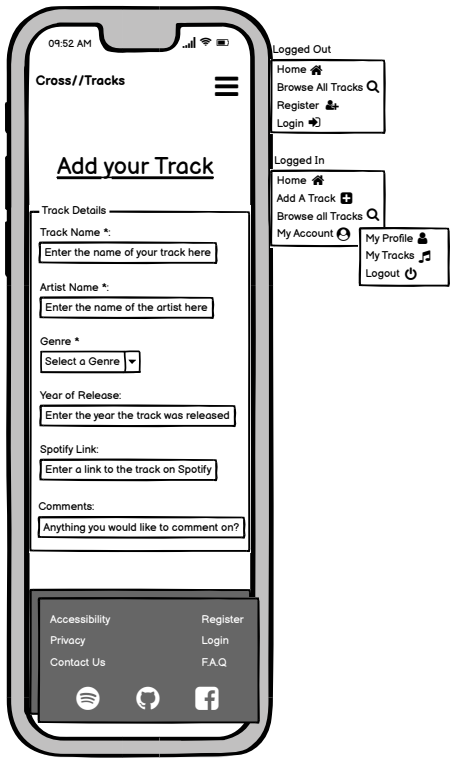 09:52 AM
Cross//Tracks
Add your Track
Track Details
Track Name *:
Enter the name of your track here
Artist Name *:
Enter the name of the artist here
Genre *
Select a Genre
Year of Release:
Enter the year the track was released
Spotify Link:
Enter a link to the track on Spotify
Comments:
Anything you would like to comment on?
Accessibility
Register
Privacy
Login
Contact Us
F.A.Q
Logged Out
Home
Browse All Tracks
Register
Login
Logged In
Home
Add A Track
Browse all Tracks
My Account
My Profile
My Tracks
Logout